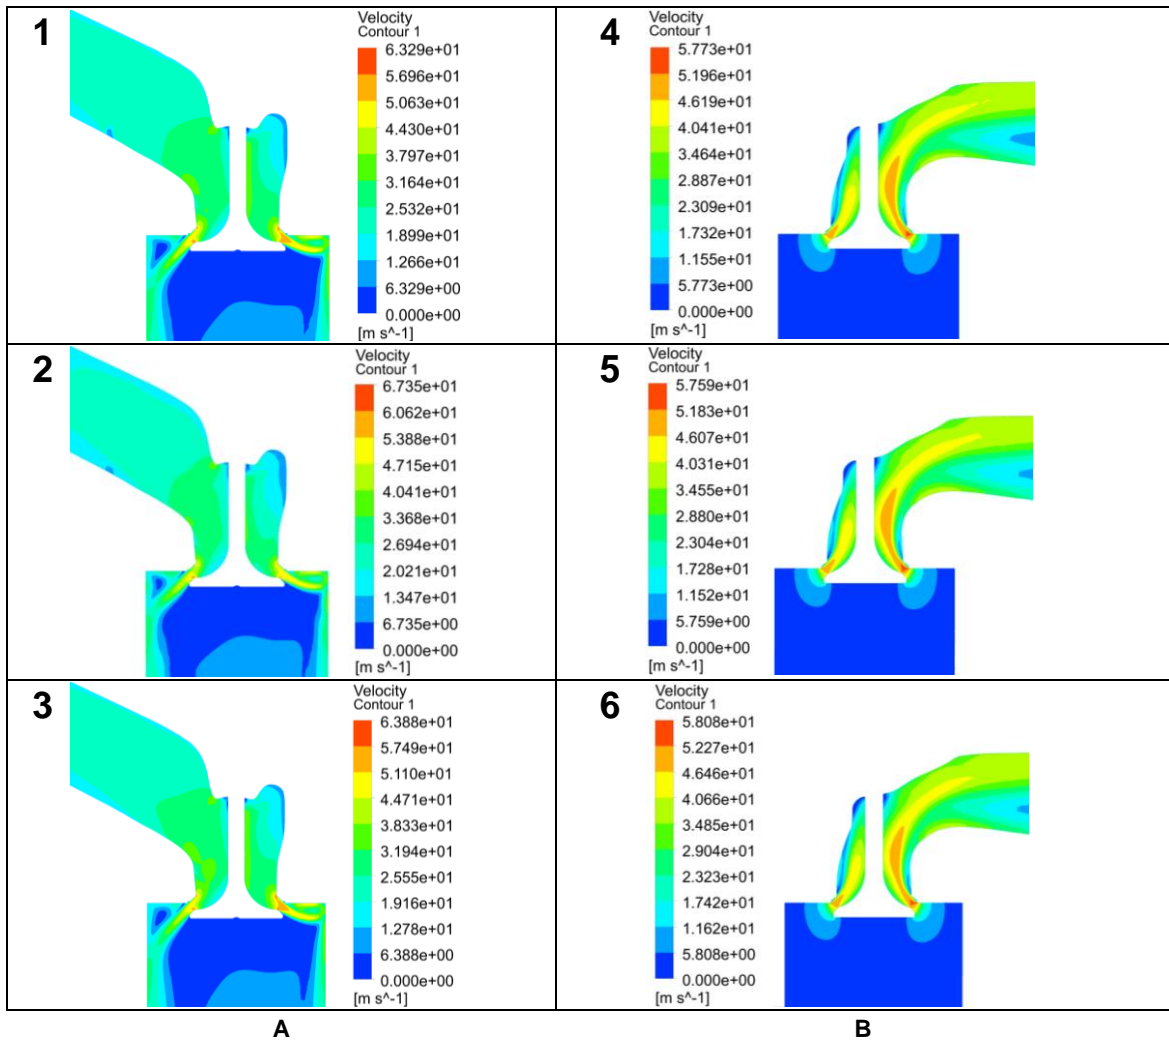 1
Velocity
Contour 1
6.329e+01
5.696e+01
5.063e+01
4.430e+01
3.797e+01
3.164e+01
2.532e+01
1.899e+01
1.266e+01
6.329e+00
0.000e+00
[m s^-1]
4
Velocity
Contour 1
5.773e+01
5.196e+01
4.619e+01
4.041e+01
3.464e+01
2.887e+01
2.309e+01
1.732e+01
1.155e+01
5.773e+00
0.000e+00
[m s^-1]
2
Velocity
Contour 1
6.735e+01
6.062e+01
5.388e+01
4.715e+01
4.041e+01
3.368e+01
2.694e+01
2.021e+01
1.347e+01
6.735e+00
0.000e+00
[m s^-1]
5
Velocity
Contour 1
5.759e+01
5.183e+01
4.607e+01
4.031e+01
3.455e+01
2.880e+01
2.304e+01
1.728e+01
1.152e+01
5.759e+00
0.000e+00
[m s^-1]
3
Velocity
Contour 1
6.388e+01
5.749e+01
5.110e+01
4.471e+01
3.833e+01
3.194e+01
2.555e+01
1.916e+01
1.278e+01
6.388e+00
0.000e+00
[m s^-1]
6
Velocity
Contour 1
5.808e+01
5.227e+01
4.646e+01
4.066e+01
3.485e+01
2.904e+01
2.323e+01
1.742e+01
1.162e+01
5.808e+00
0.000e+00
[m s^-1]
A
B